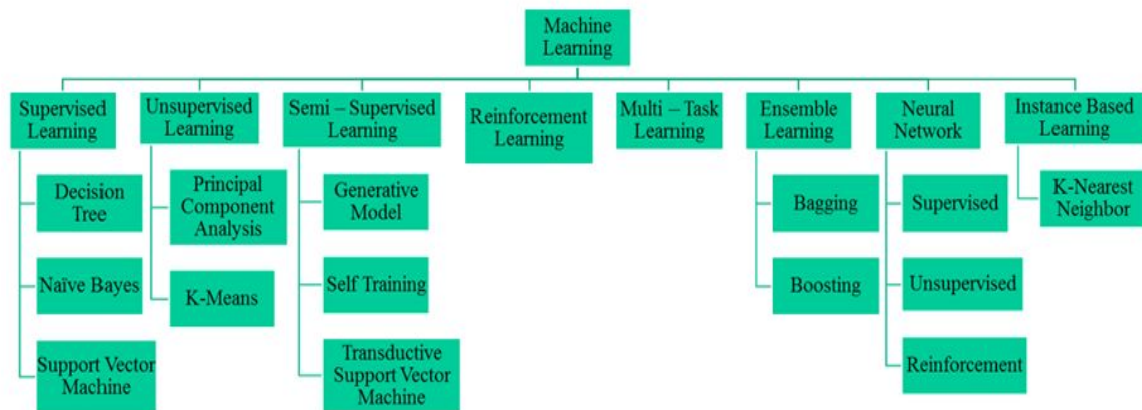 Machine
Learning
Supervised
Learning
Unsupervised
Learning
Semi – Supervised
Learning
Reinforcement
Learning
Multi – Task
Learning
Ensemble
Learning
Neural
Network
Instance Based
Learning
Decision
Tree
Naïve Bayes
Support Vector
Machine
Principal
Component
Analysis
K-Means
Generative
Model
Self Training
Transductive
Support Vector
Machine
Bagging
Boosting
Supervised
Unsupervised
Reinforcement
K-Nearest
Neighbor